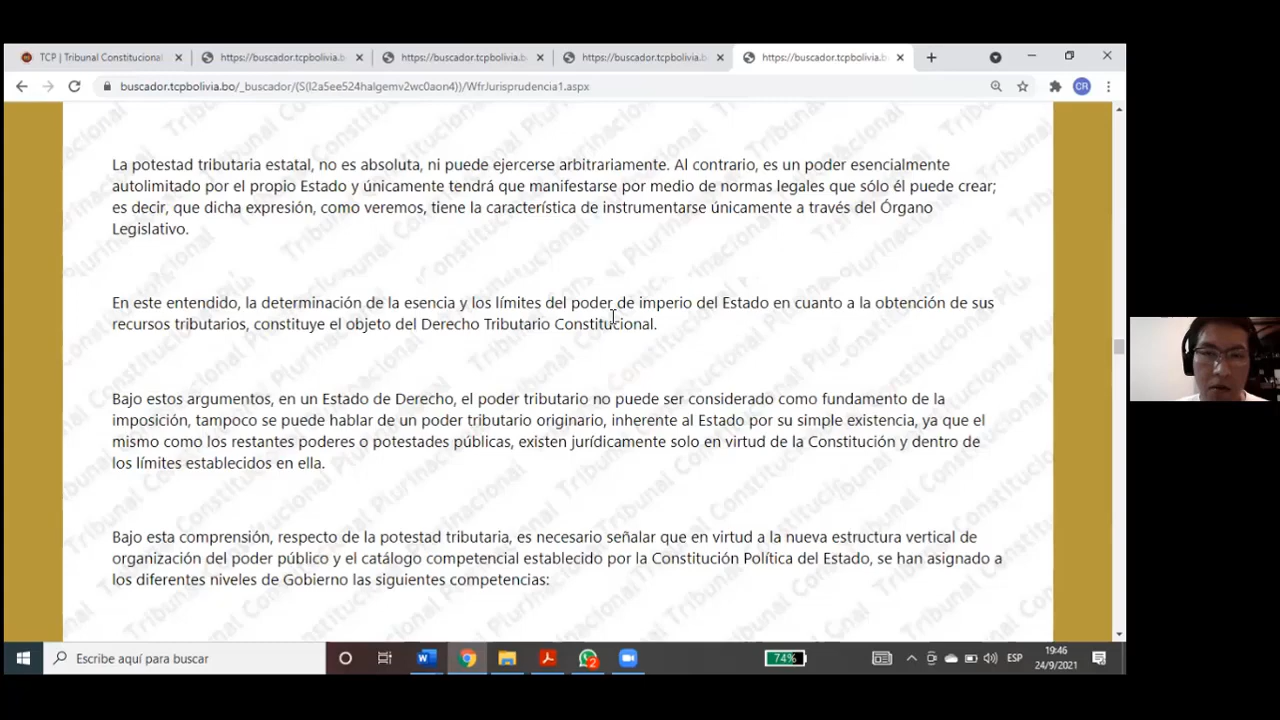 TCP | Tribunal Constitucional
https://buscador.tcpbolivia.b
https://buscador.tcpbolivia.
https://buscador.tcpbolivia.
https://buscador.tcpbolivia.b
buscador.tcpbolivia.bo/_buscador/(S(l2a5ee524halgemv2wc0aon4))/WfrJurisprudencia1.aspx
CR
La potestad tributaria estatal, no es absoluta, ni puede ejercerse arbitrariamente. Al contrario, es un poder esencialmente
autolimitado por el propio Estado y únicamente tendrá que manifestarse por medio de normas legales que sólo él puede crear;
es decir, que dicha expresión, como veremos, tiene la característica de instrumentarse únicamente a través del Órgano
Legislativo.
En este entendido, la determinación de la esencia y los límites del poder de imperio del Estado en cuanto a la obtención de sus
recursos tributarios, constituye el objeto del Derecho Tributario Constitucional.
Bajo estos argumentos, en un Estado de Derecho, el poder tributario no puede ser considerado como fundamento de la
imposición, tampoco se puede hablar de un poder tributario originario, inherente al Estado por su simple existencia, ya que el
mismo como los restantes poderes o potestades públicas, existen jurídicamente solo en virtud de la Constitución y dentro de
los límites establecidos en ella.
Bajo esta comprensión, respecto de la potestad tributaria, es necesario señalar que en virtud a la nueva estructura vertical de
organización del poder público y el catálogo competencial establecido por la Constitución Política del Estado, se han asignado a
los diferentes niveles de Gobierno las siguientes competencias:
Escribe aquí para buscar
2
74%
ESP
19:46
24/9/2021